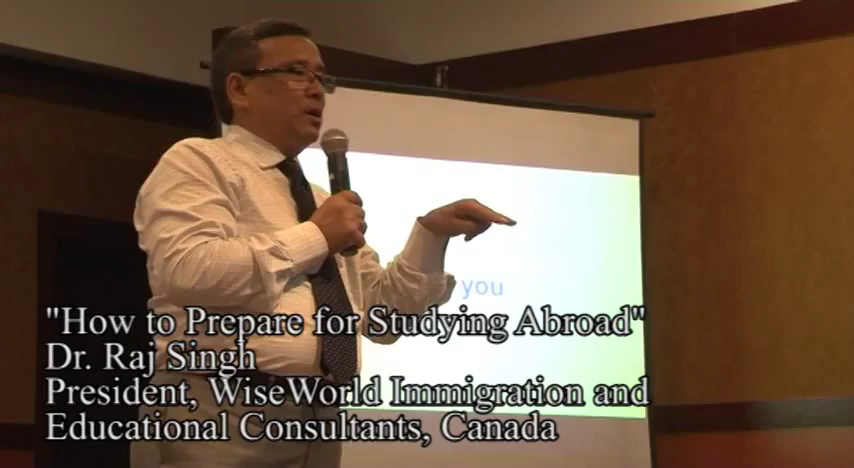 you
"How to Prepare for Studying Abroad"
Dr. Raj Singh
President, WiseWorld Immigration and
Educational Consultants, Canada